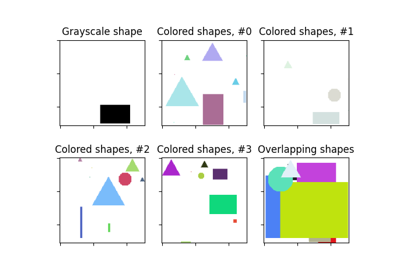 Grayscale shape
Colored shapes, #0
Colored shapes, #1
Colored shapes, #2
Colored shapes, #3
Overlapping shapes